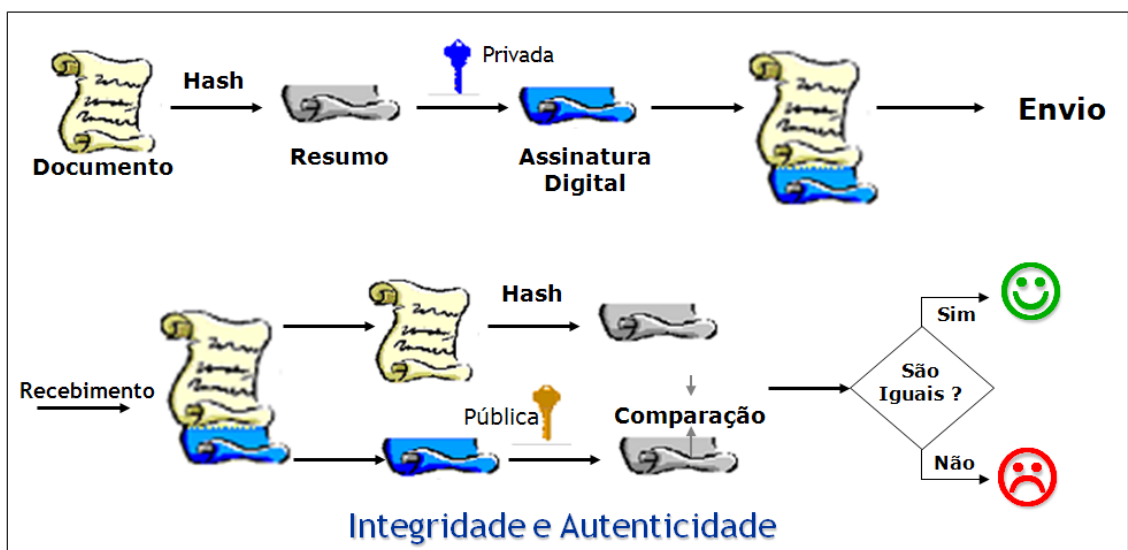 Privada
Hash
Documento
Resumo
Assinatura
Digital
Envio
Hash
Sim
São
Iguais ?
Recebimento
Pública
Comparação
Não
Integridade e Autenticidade